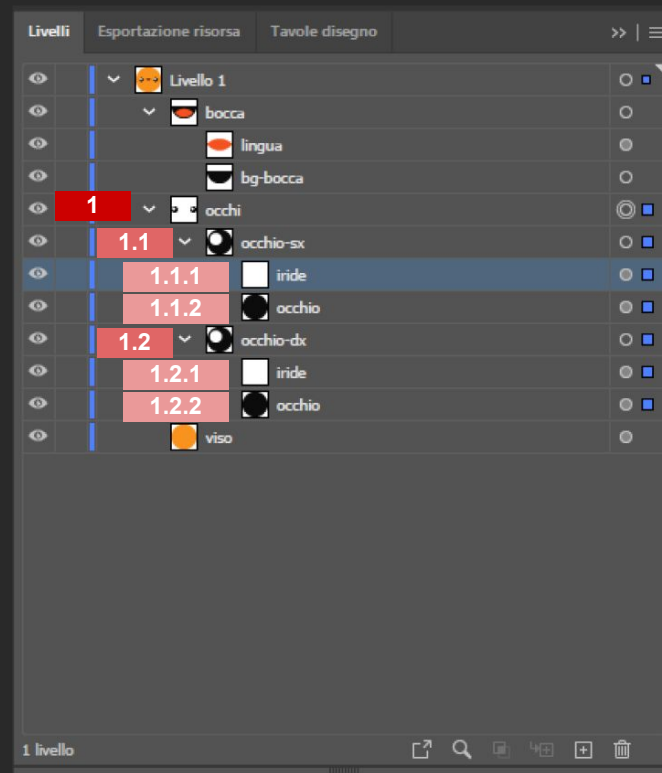 Livelli Esportazione risorsa Tavole disegno
Livello 1
bocca
lingua
bg-bocca
1 occhi
1.1 occhio-sx
1.1.1 iride
1.1.2 occhio
1.2 occhio-dx
1.2.1 iride
1.2.2 occhio
viso
1 livello